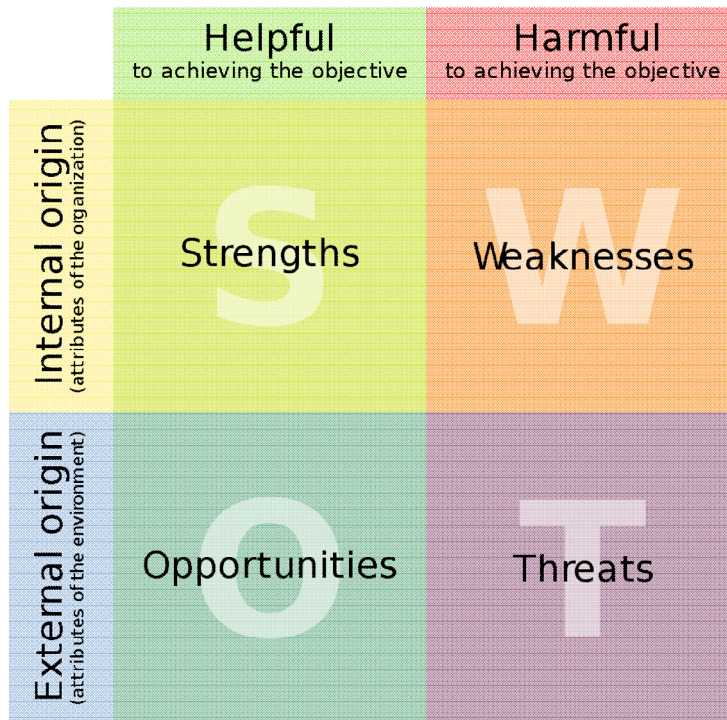 Helpful
to achieving the objective
Harmful
to achieving the objective
Internal origin
(attributes of the organization)
S
Strengths
W
Weaknesses
External origin
(attributes of the environment)
O
Opportunities
T
Threats